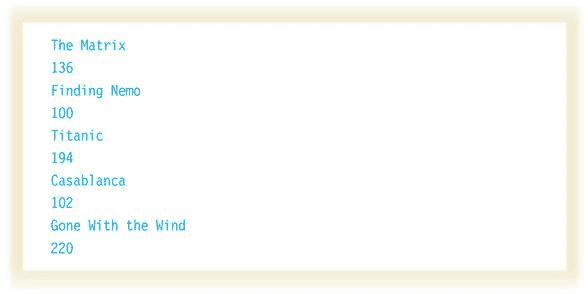 The Matrix
136
Finding Nemo
100
Titanic
194
Casablanca
102
Gone With the Wind
220